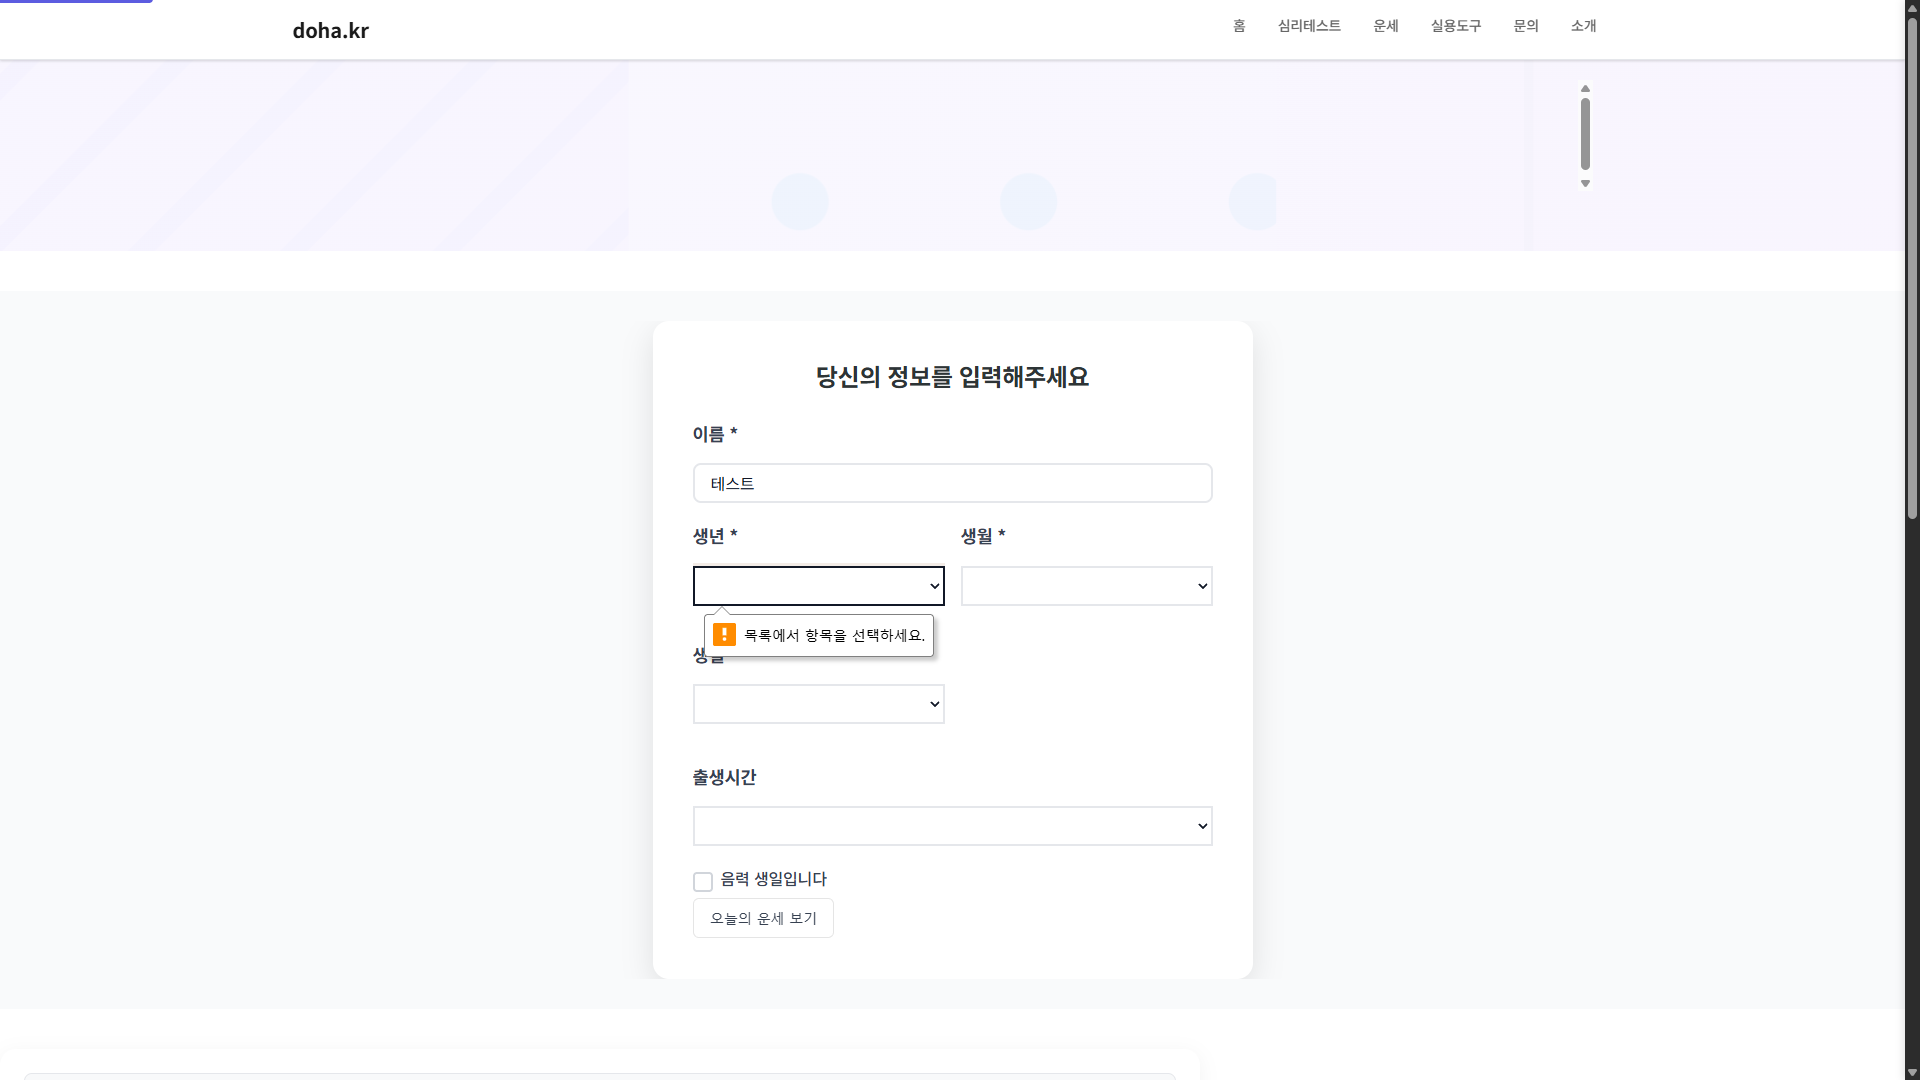 doha.kr
홈
심리테스트
운세
실용도구
문의
소개
당신의 정보를 입력해주세요
이름 *
테스트
생년 *
생월 *
목록에서 항목을 선택하세요.
출생시간
음력 생일입니다
오늘의 운세 보기